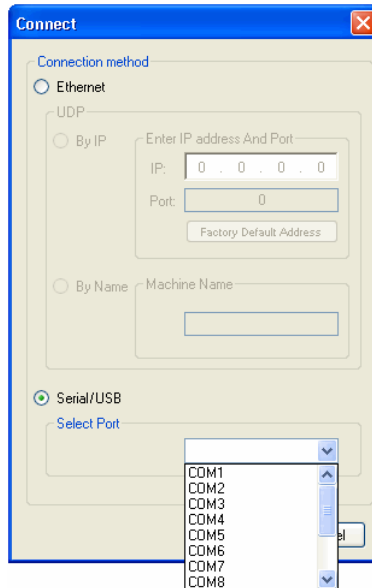 Connect
Connection method
Ethernet
UDP
By IP
Enter IP address And Port
IP: 0 . 0 . 0 . 0
Port: 0
Factory Default Address
By Name
Machine Name
Serial/USB
Select Port
COM1
COM2
COM3
COM4
COM5
COM6
COM7
COM8